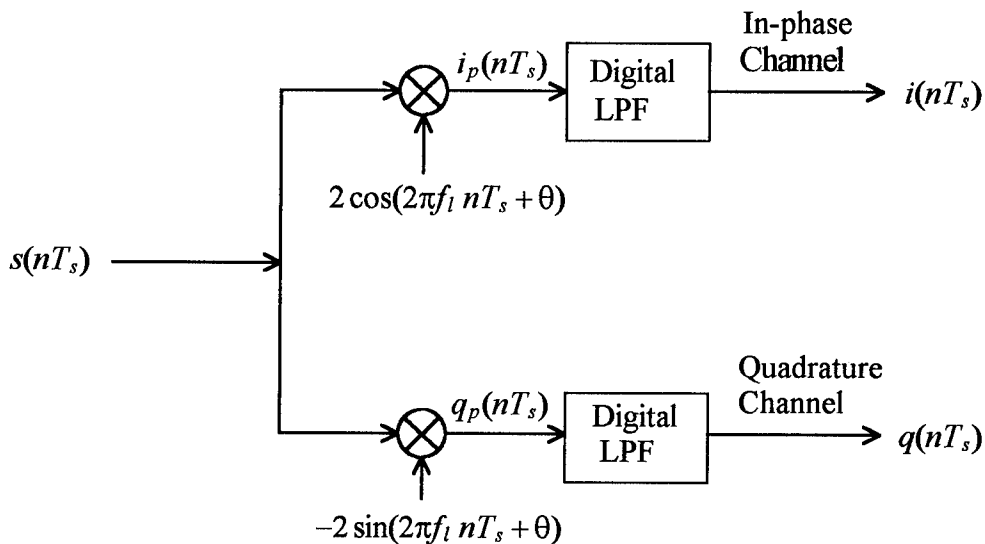 In-phase
Channel
i_p(nT_s)
Digital
LPF
i(nT_s)
2 cos(2πf_l nT_s + θ)
s(nT_s)
Quadrature
Channel
q_p(nT_s)
Digital
LPF
q(nT_s)
−2 sin(2πf_l nT_s + θ)